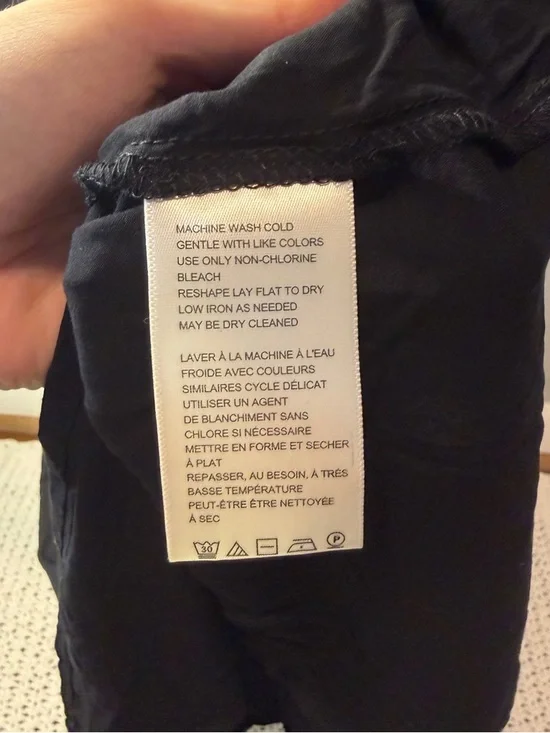 MACHINE WASH COLD
GENTLE WITH LIKE COLORS
USE ONLY NON-CHLORINE
BLEACH
RESHAPE LAY FLAT TO DRY
LOW IRON AS NEEDED
MAY BE DRY CLEANED
LAVER À LA MACHINE À L'EAU
FROIDE AVEC COULEURS
SIMILAIRES CYCLE DÉLICAT
UTILISER UN AGENT
DE BLANCHIMENT SANS
CHLORE SI NÉCESSAIRE
METTRE EN FORME ET SECHER
À PLAT
REPASSER, AU BESOIN, À TRÈS
BASSE TEMPÉRATURE
PEUT-ÊTRE ÊTRE NETTOYÉE
À SEC
30 P